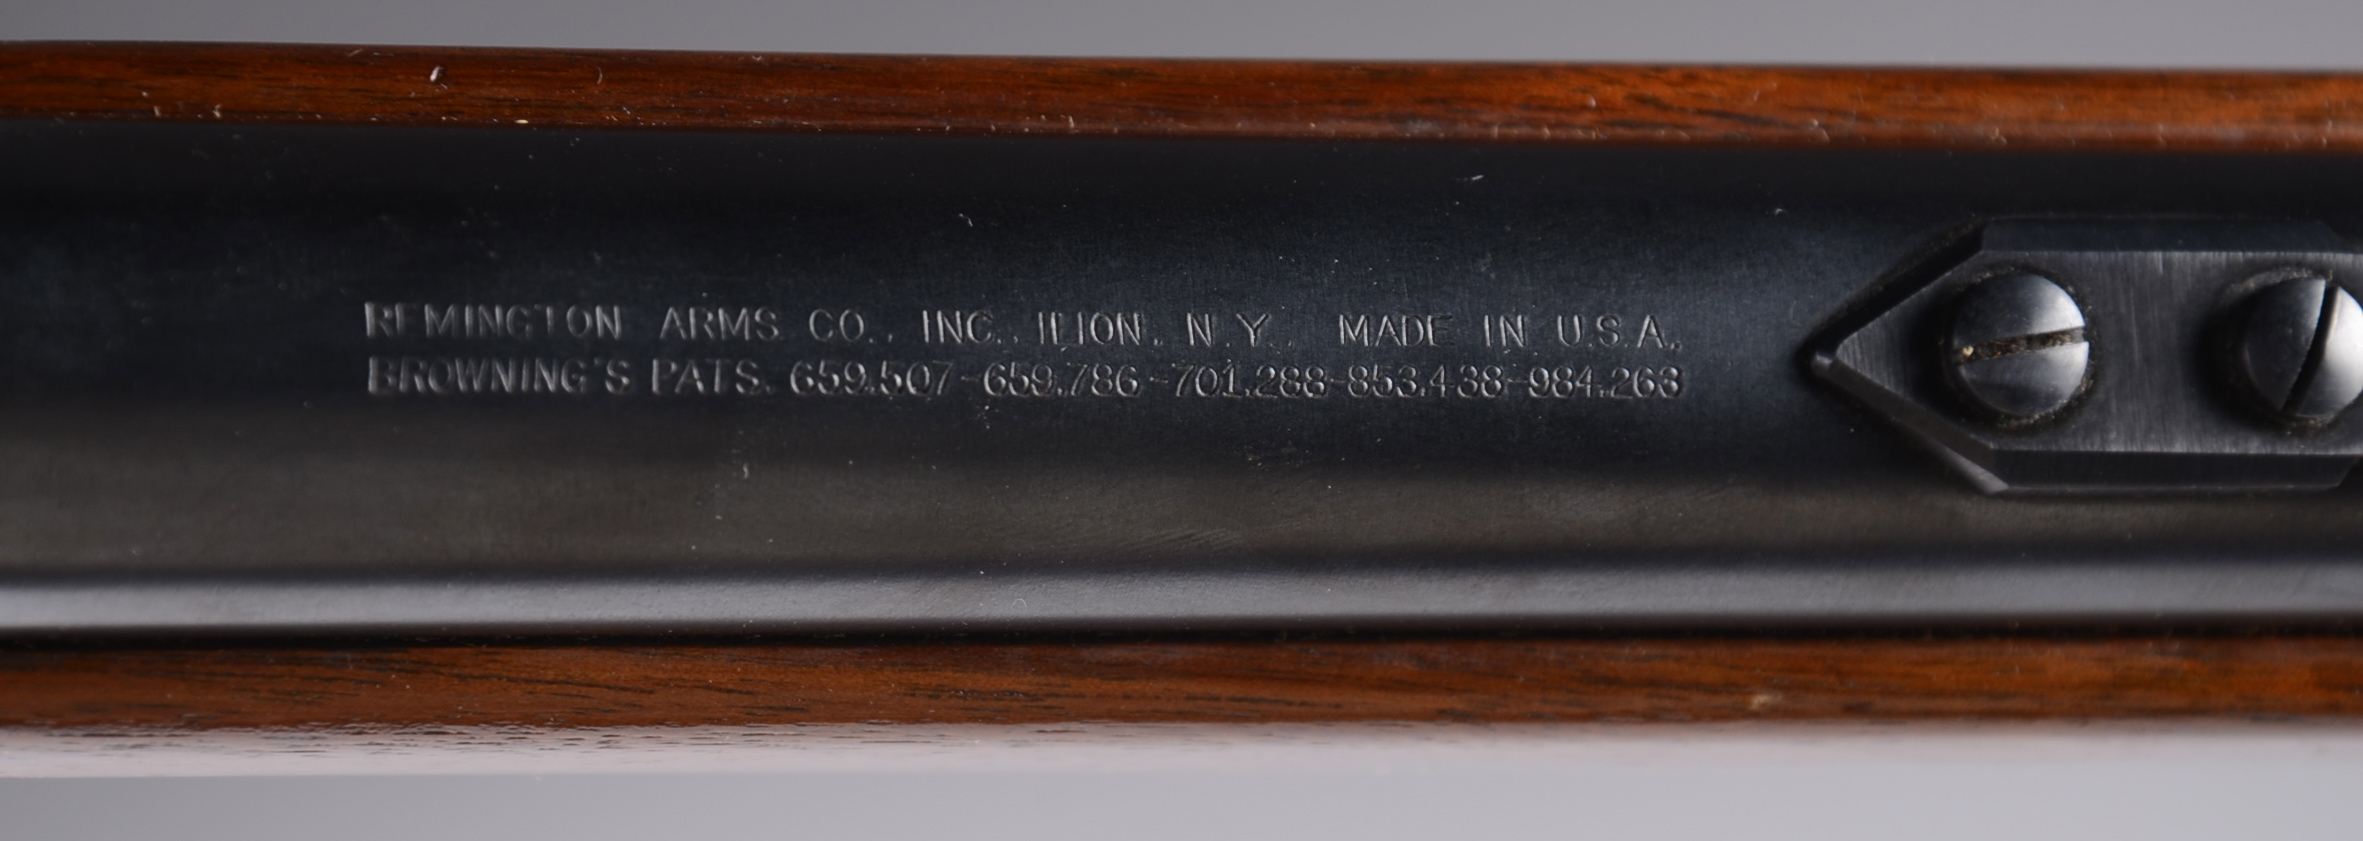 REMINGTON ARMS CO., INC., ILION, N.Y., MADE IN U.S.A.,
BROWNING'S PATS. 659,507-659,786-701,288-853,438-984,263